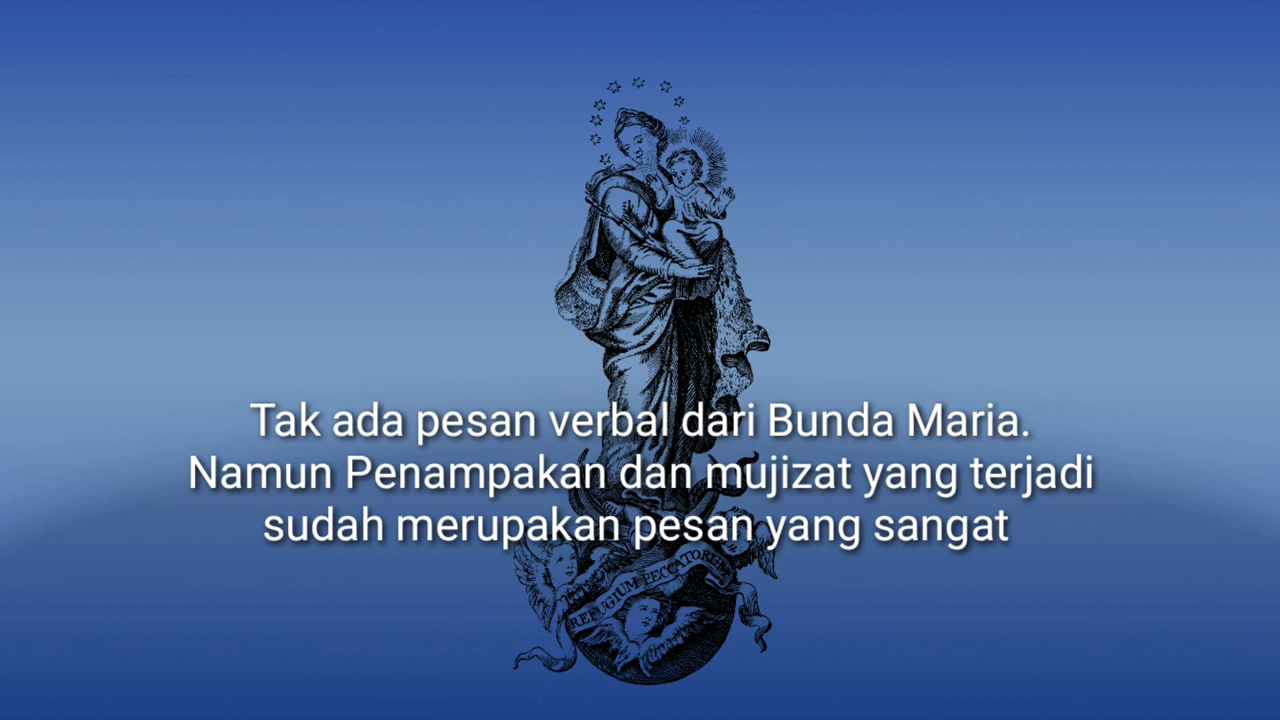 Tak ada pesan verbal dari Bunda Maria.
Namun Penampakan dan mujizat yang terjadi
sudah merupakan pesan yang sangat
REFUGIUM PECCATORUM